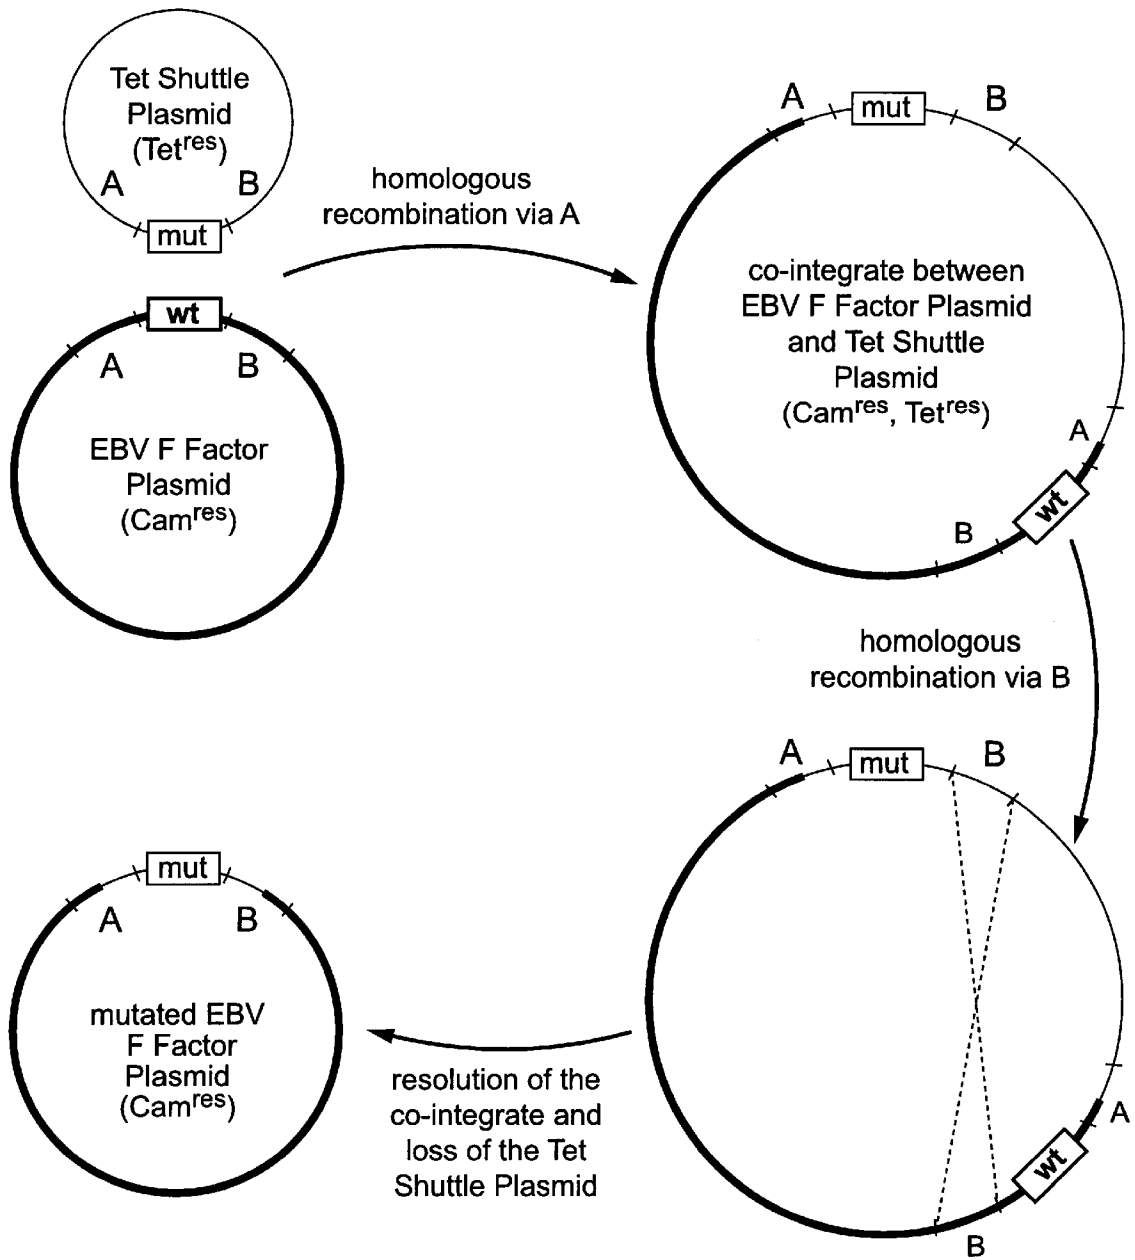 Tet Shuttle
Plasmid
(Tetres)
A
B
mut
homologous
recombination via A
wt
A
B
EBV F Factor
Plasmid
(Camres)
A
mut
B
co-integrate between
EBV F Factor Plasmid
and Tet Shuttle
Plasmid
(Camres, Tetres)
A
wt
B
homologous
recombination via B
A
mut
B
A
wt
B
resolution of the
co-integrate and
loss of the Tet
Shuttle Plasmid
mut
A
B
mutated EBV
F Factor
Plasmid
(Camres)